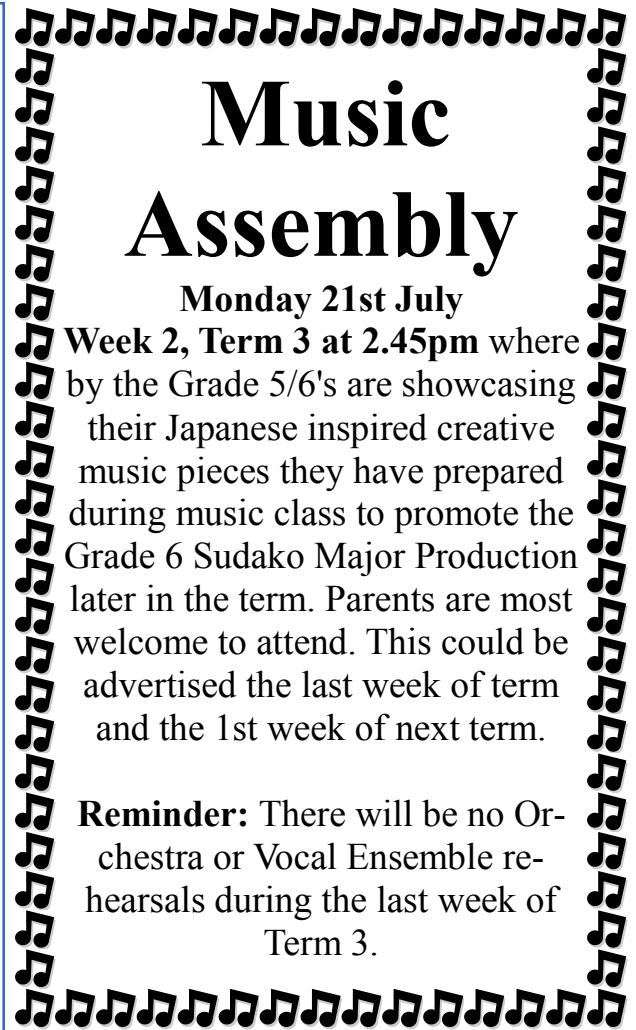 Music
Assembly
Monday 21st July
Week 2, Term 3 at 2.45pm where
by the Grade 5/6's are showcasing
their Japanese inspired creative
music pieces they have prepared
during music class to promote the
Grade 6 Sudako Major Production
later in the term. Parents are most
welcome to attend. This could be
advertised the last week of term
and the 1st week of next term.
Reminder: There will be no Or-
chestra or Vocal Ensemble re-
hearsals during the last week of
Term 3.